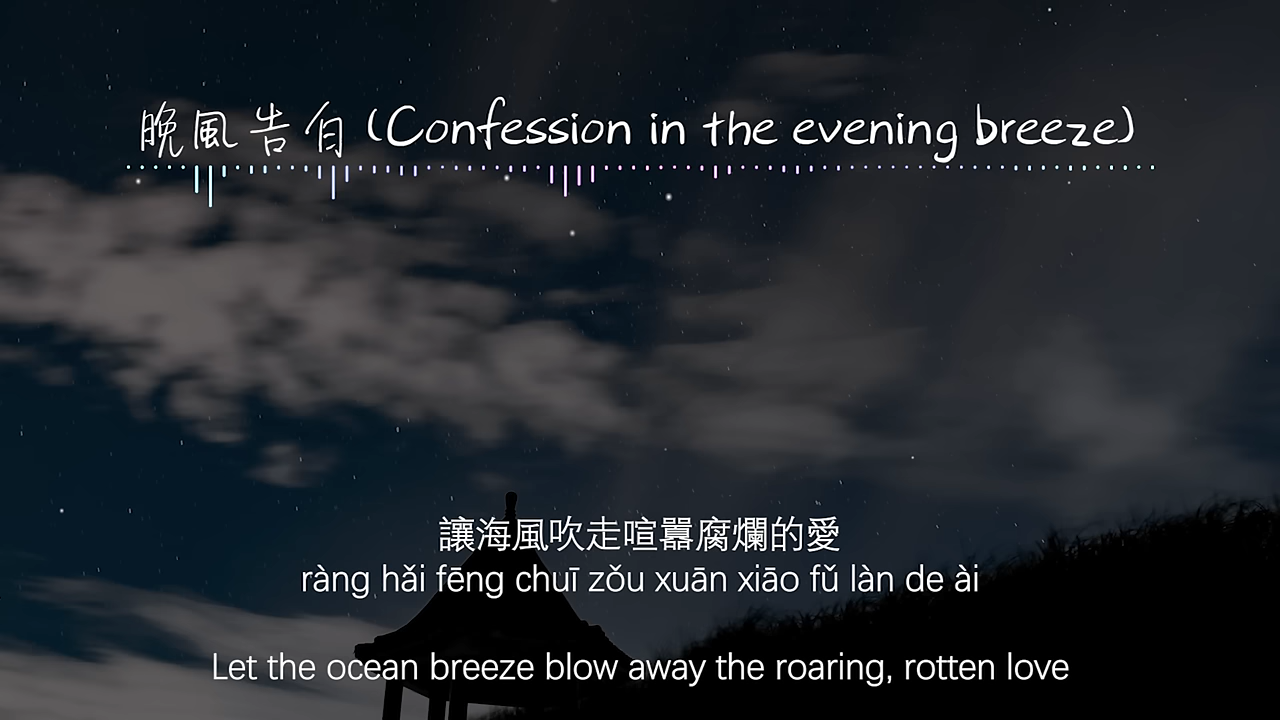 晚風告白 (Confession in the evening breeze)
讓海風吹走喧囂腐爛的愛
ràng hǎi fēng chuī zǒu xuān xiāo fǔ làn de ài
Let the ocean breeze blow away the roaring, rotten love